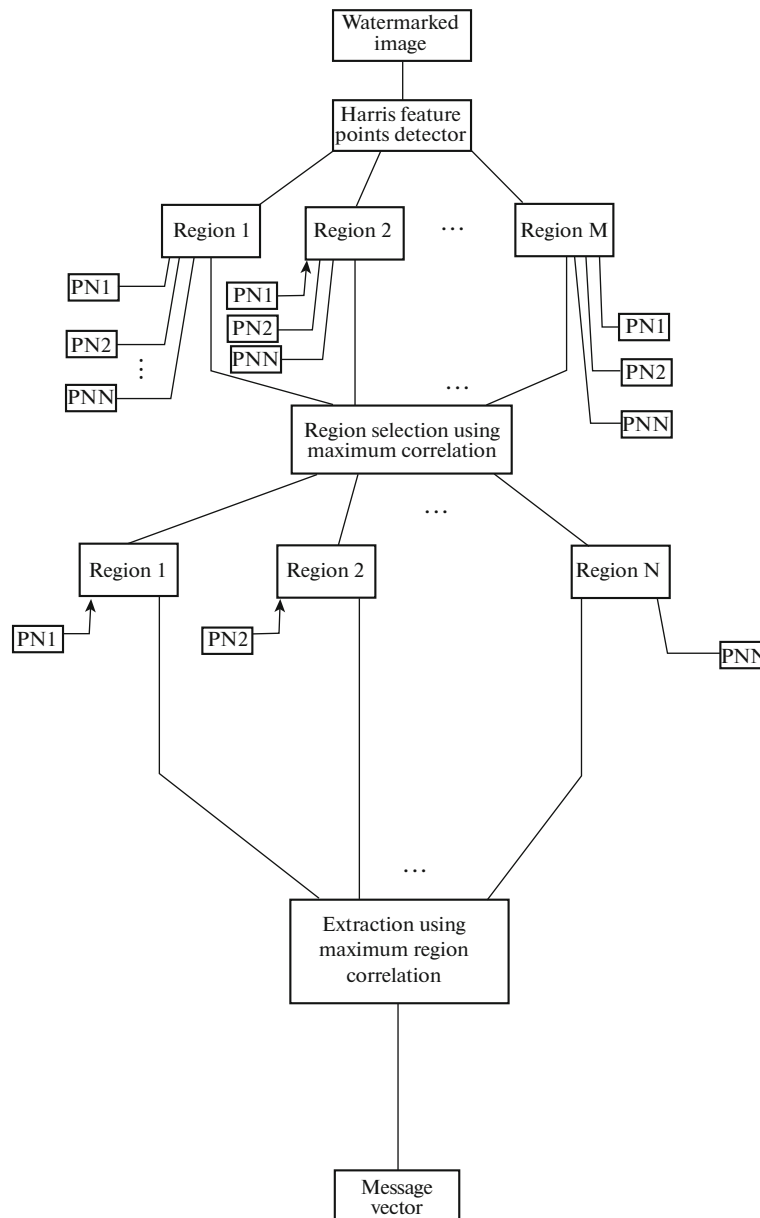 Watermarked
image
Harris feature
points detector
Region 1
Region 2
...
Region M
PN1
PN2
⋮
PNN
PN1
PN2
PNN
PN1
PN2
PNN
...
Region selection using
maximum correlation
...
Region 1
Region 2
Region N
PN1
PN2
PNN
...
Extraction using
maximum region
correlation
Message
vector